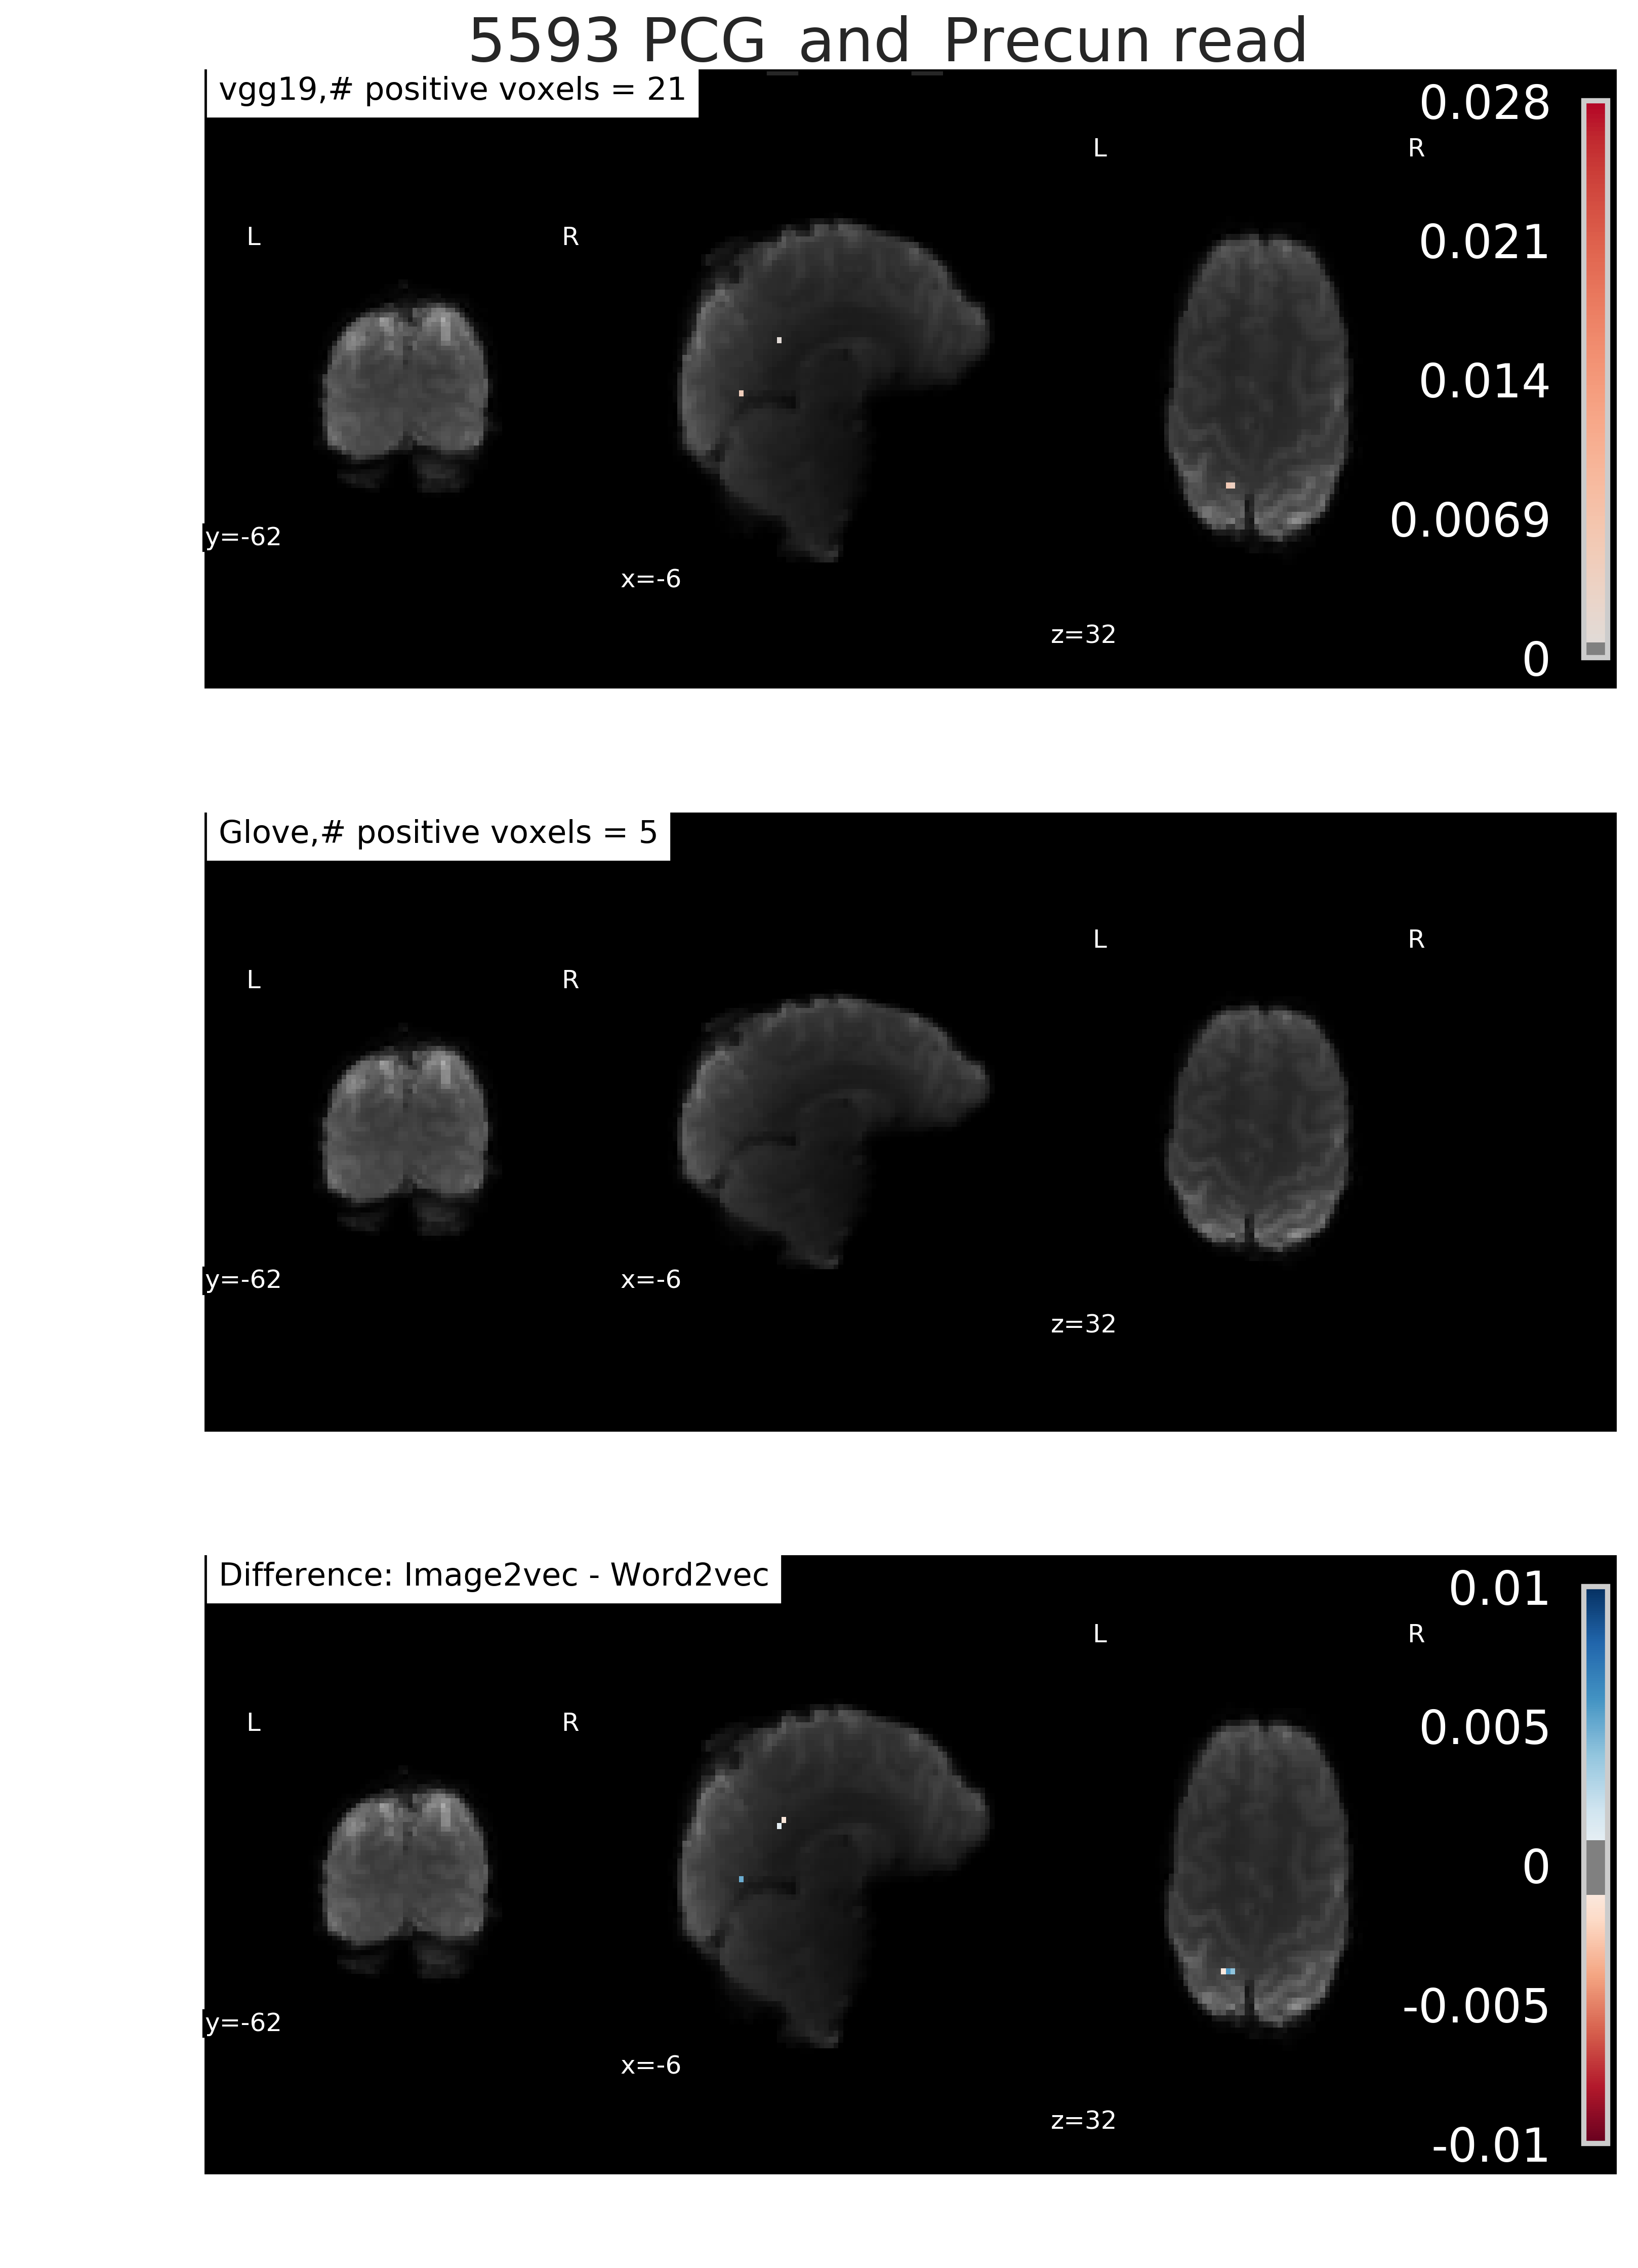 5593 PCG_and_Precun read
vgg19,# positive voxels = 21
0.028
L R
0.021
L R
0.014
0.0069
y=-62
x=-6
z=32
0
Glove,# positive voxels = 5
L R
L R
y=-62
x=-6
z=32
Difference: Image2vec - Word2vec
0.01
L R
0.005
L R
0
-0.005
y=-62
x=-6
z=32
-0.01